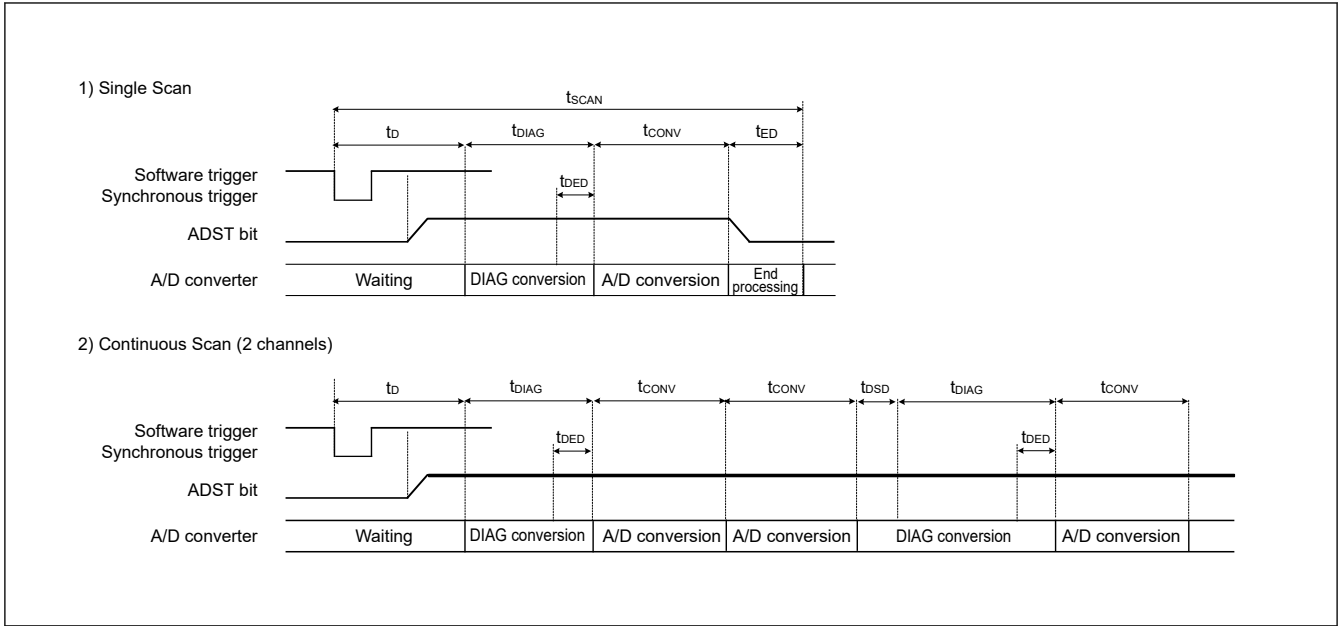 1) Single Scan
tSCAN
tD tDIAG tCONV tED
Software trigger
Synchronous trigger
tDED
ADST bit
A/D converter Waiting DIAG conversion A/D conversion End processing
2) Continuous Scan (2 channels)
tD tDIAG tCONV tCONV tDSD tDIAG tCONV
Software trigger
Synchronous trigger
tDED tDED
ADST bit
A/D converter Waiting DIAG conversion A/D conversion A/D conversion DIAG conversion A/D conversion